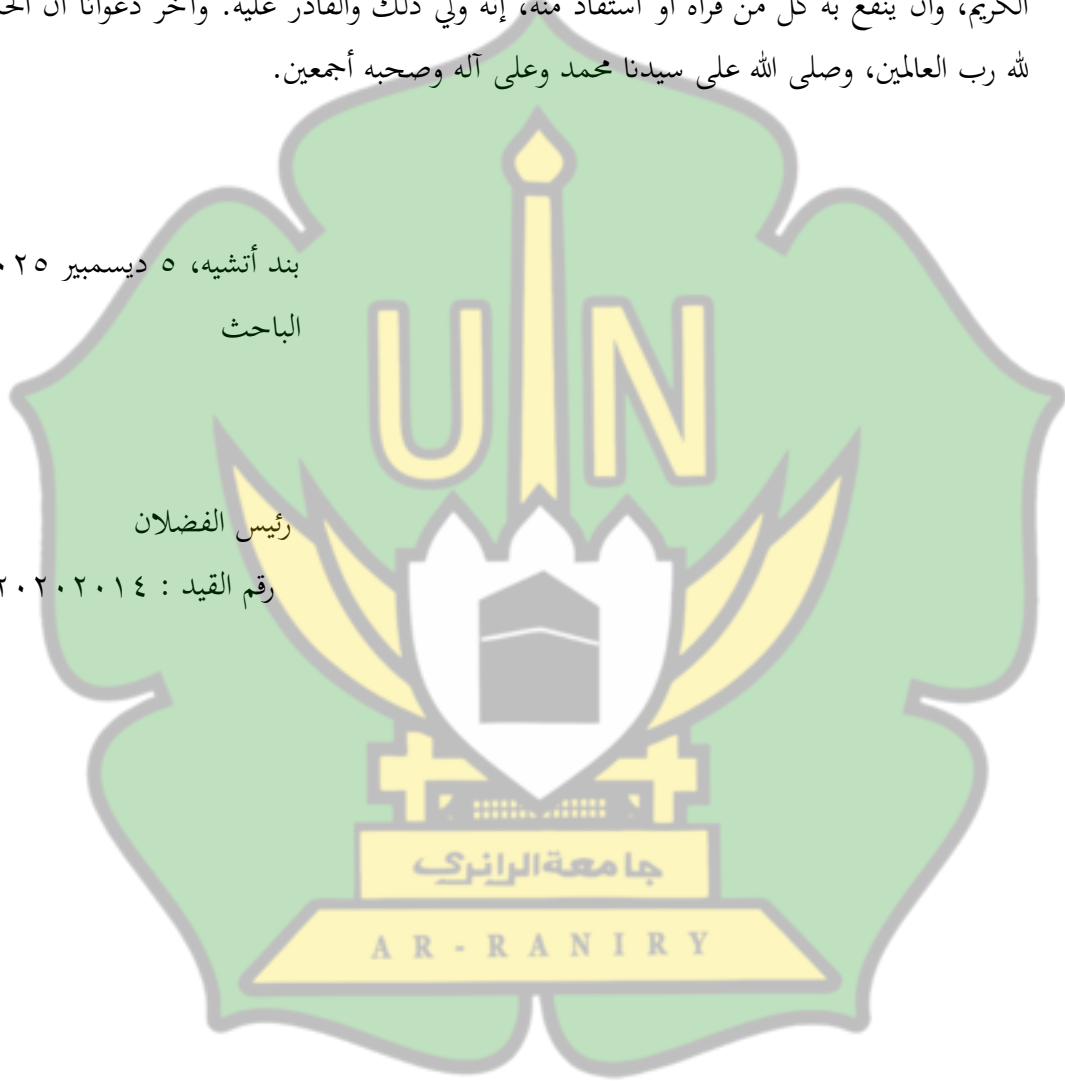 الكريم، وأن ينفع به كل من قرأه أو استفاد منه، إنه ولي ذلك والقادر عليه. وآخر دعوانا أن
لله رب العالمين، وصلى الله على سيدنا محمد وعلى آله وصحبه أجمعين.
بند أتشيه، ٥ ديسمبير
الباحث
رئيس الفضلان
رقم القيد :
UIN
جامعة الرانري
AR-RANIRY